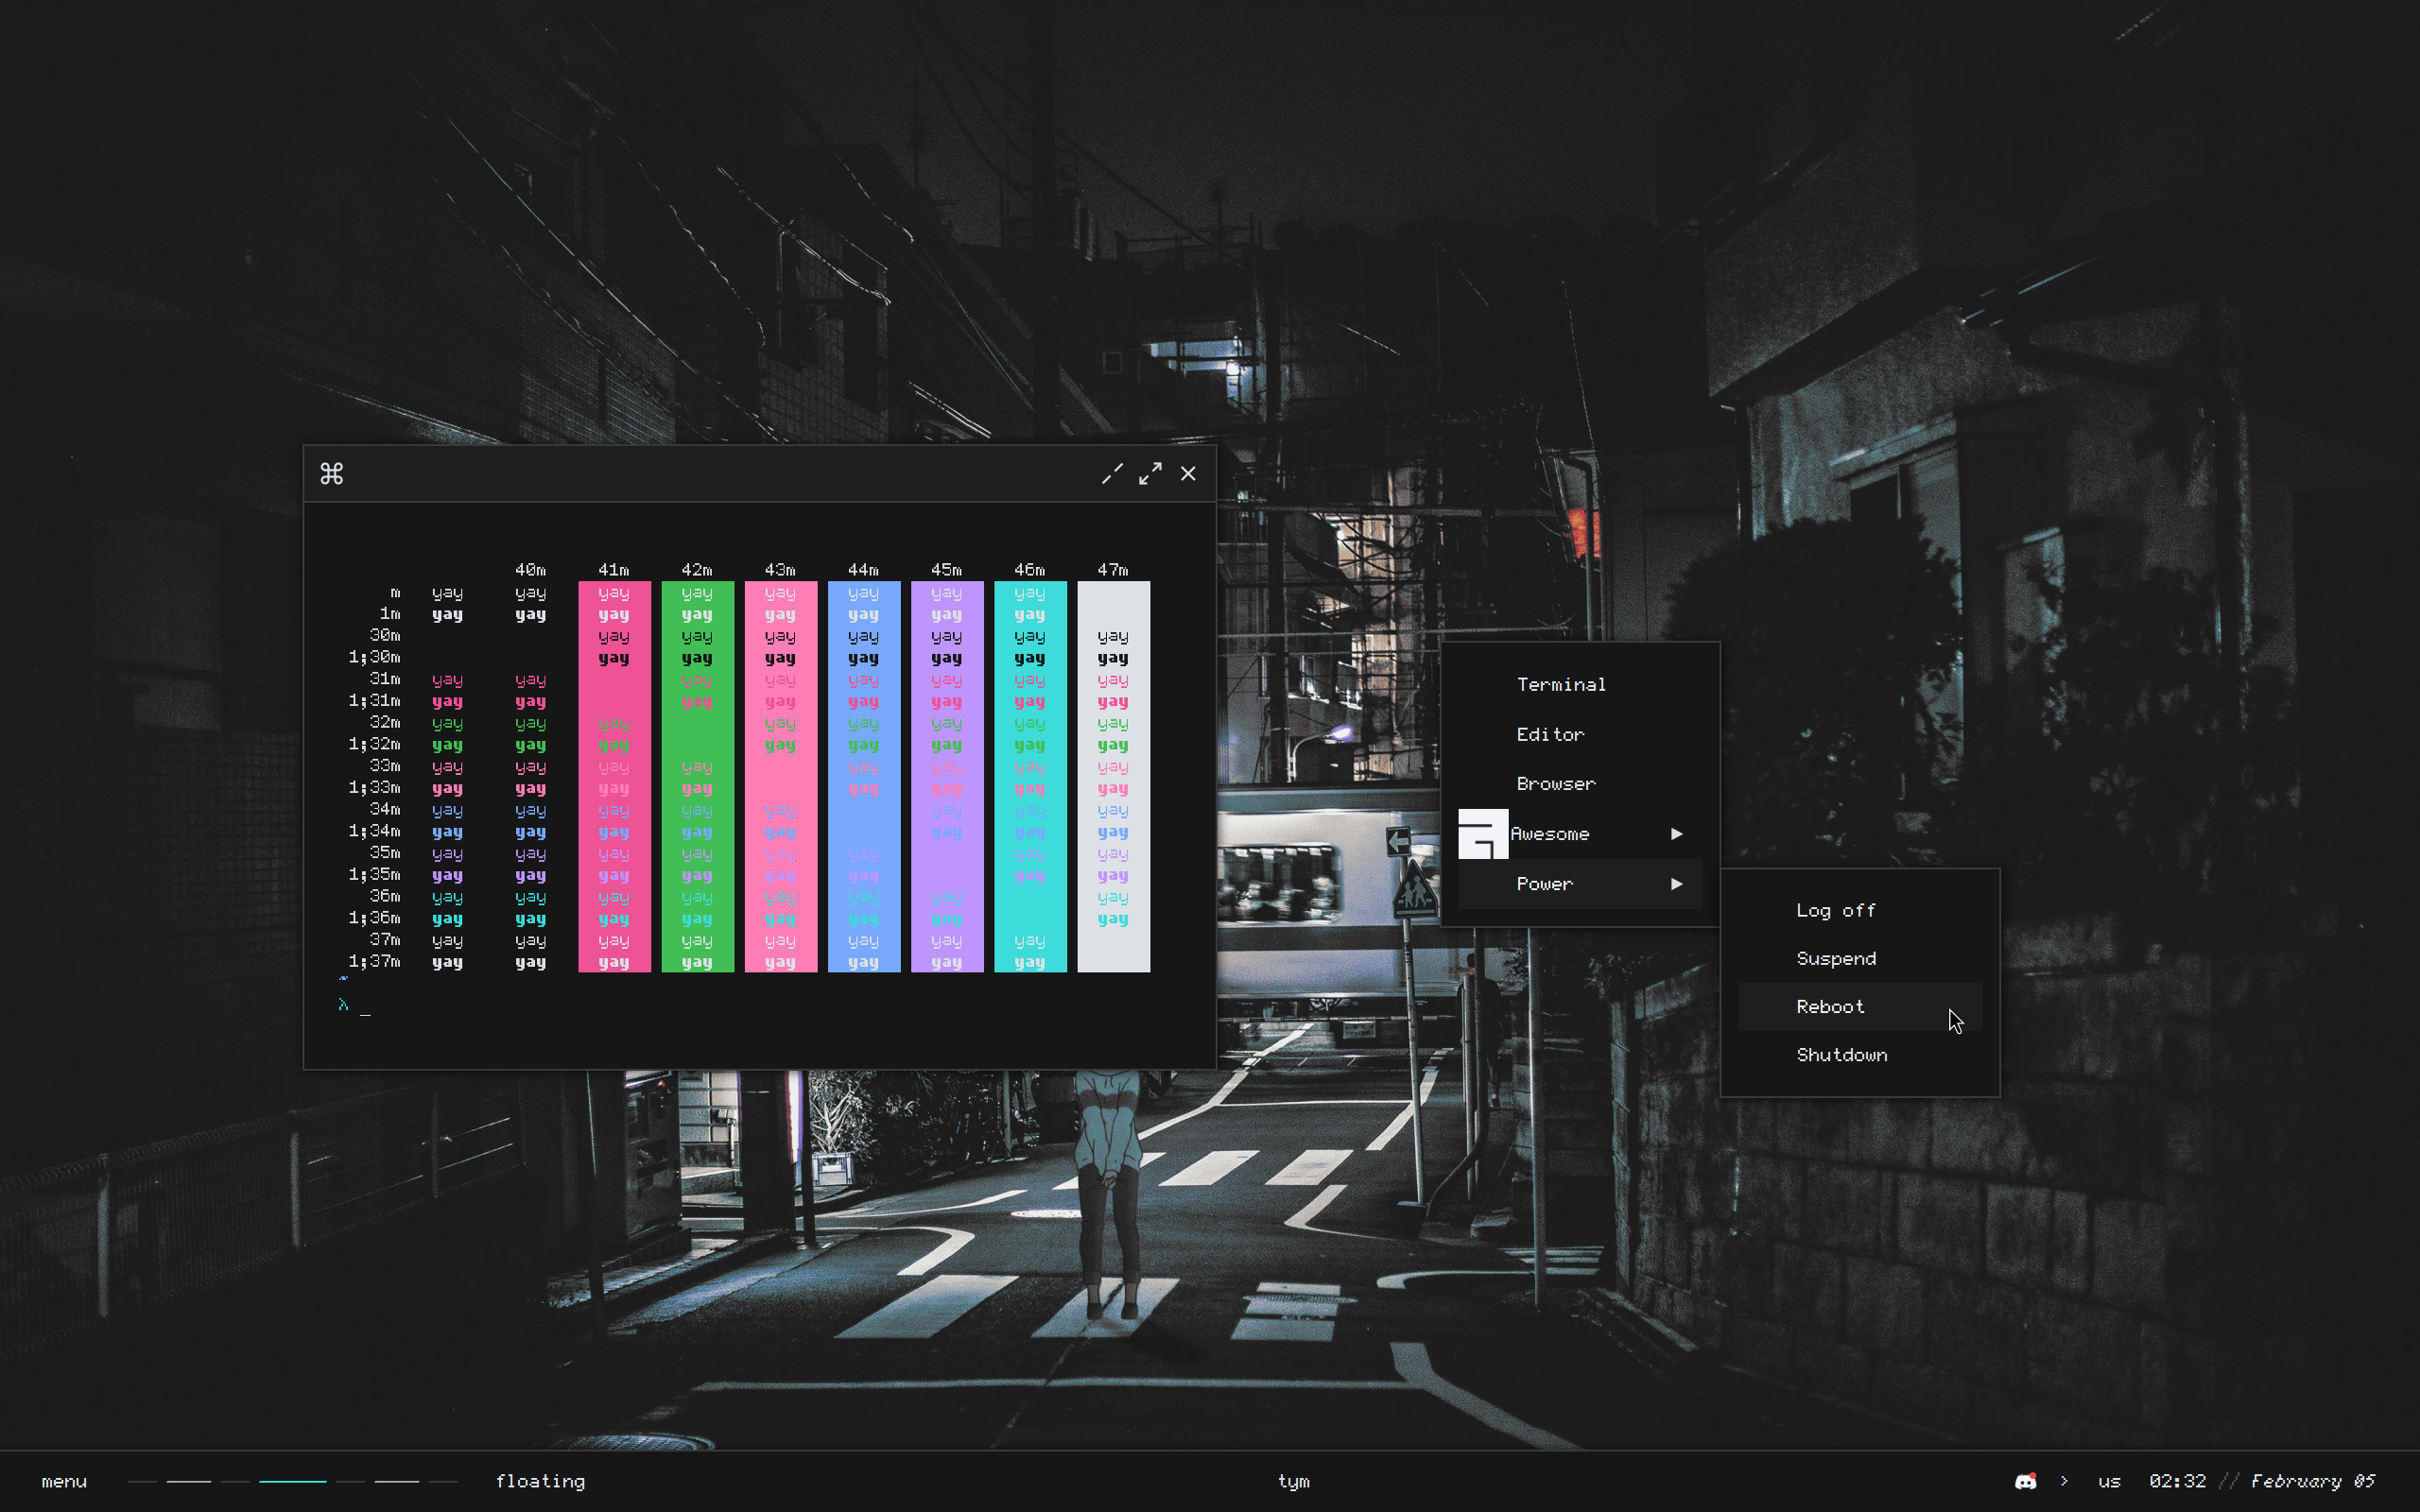 40m 41m 42m 43m 44m 45m 46m 47m
m yay yay yay yay yay yay yay yay
1m yay yay yay yay yay yay yay yay
30m yay yay yay yay yay yay yay
1;30m yay yay yay yay yay yay yay
31m yay yay yay yay yay yay yay yay
1;31m yay yay yay yay yay yay yay yay
32m yay yay yay yay yay yay yay yay
1;32m yay yay yay yay yay yay yay yay
33m yay yay yay yay yay yay yay yay
1;33m yay yay yay yay yay yay yay yay
34m yay yay yay yay yay yay yay yay
1;34m yay yay yay yay yay yay yay yay
35m yay yay yay yay yay yay yay yay
1;35m yay yay yay yay yay yay yay yay
36m yay yay yay yay yay yay yay yay
1;36m yay yay yay yay yay yay yay yay
37m yay yay yay yay yay yay yay yay
1;37m yay yay yay yay yay yay yay yay
~
λ _
Terminal
Editor
Browser
Awesome ▶
Power ▶
Log off
Suspend
Reboot
Shutdown
menu floating tym > us 02:32 // February 05